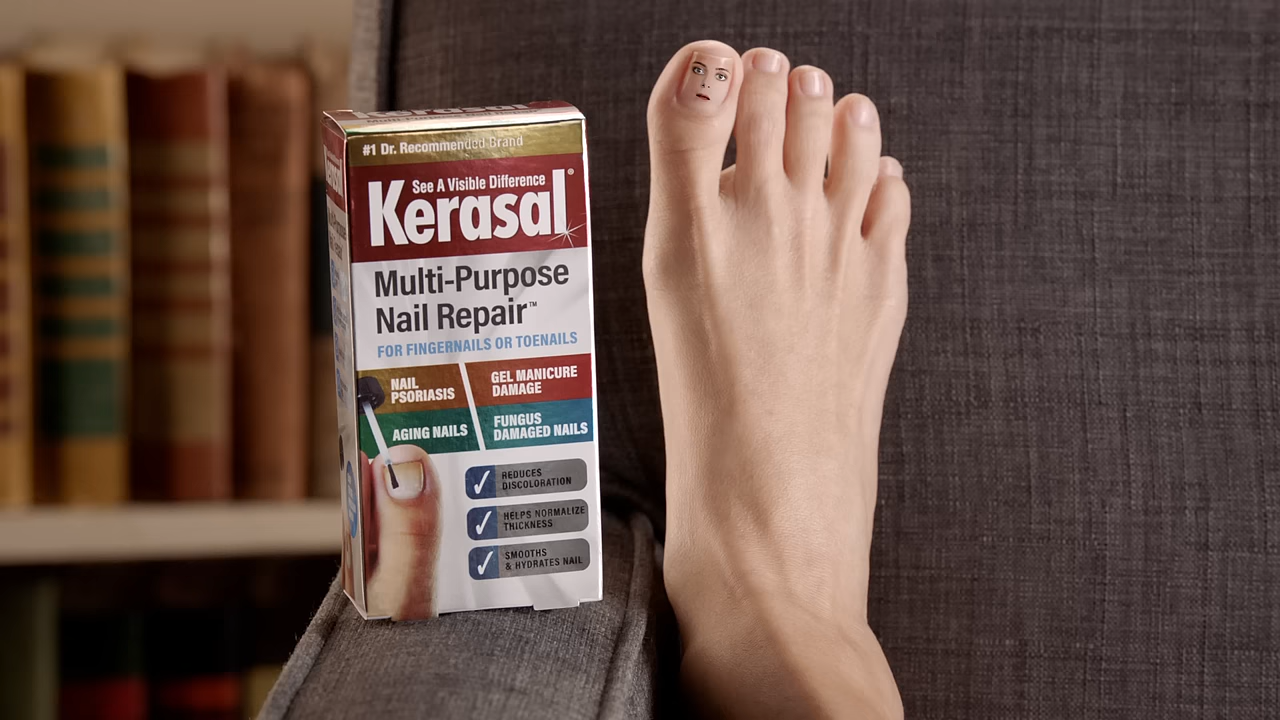 Kerasal
#1 Dr. Recommended Brand
See A Visible Difference
Kerasal®
Multi-Purpose
Nail Repair™
FOR FINGERNAILS OR TOENAILS
NAIL
PSORIASIS
GEL MANICURE
DAMAGE
AGING NAILS
FUNGUS
DAMAGED NAILS
REDUCES
DISCOLORATION
HELPS NORMALIZE
THICKNESS
SMOOTHS
& HYDRATES NAIL